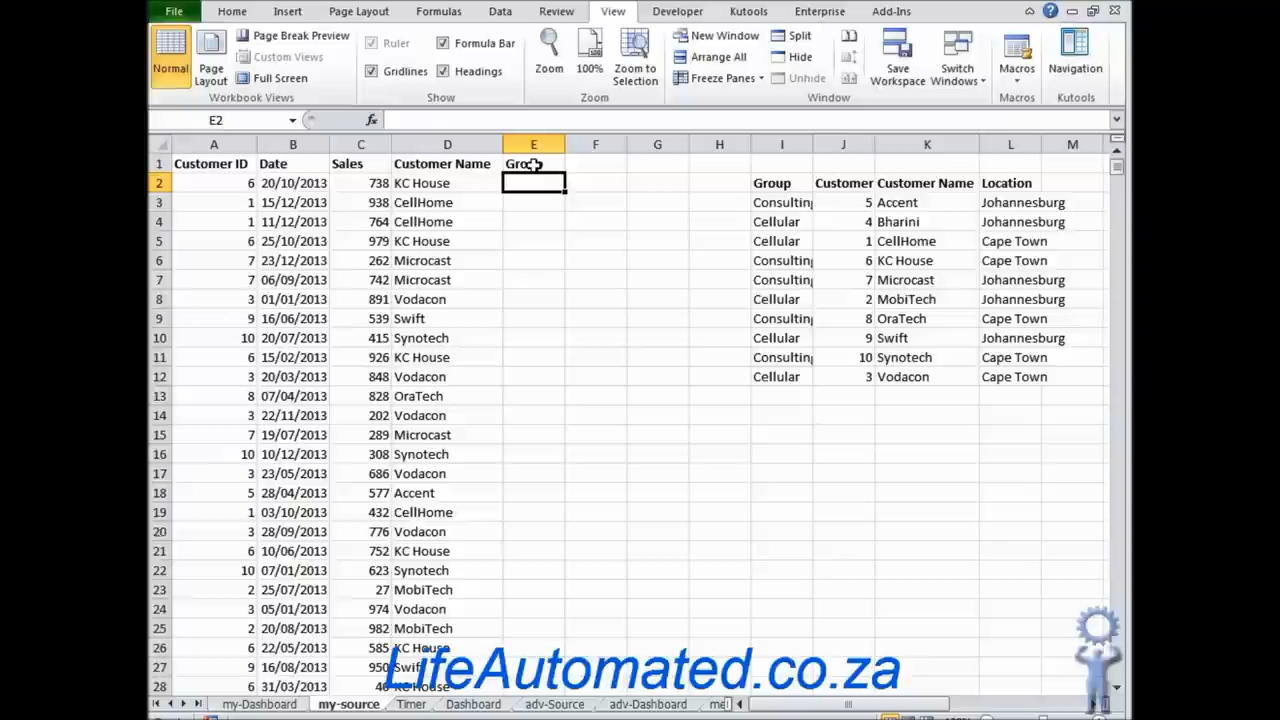 File Home Insert Page Layout Formulas Data Review View Developer Kutools Enterprise Add-Ins
Normal
Page Layout
Page Break Preview
Custom Views
Full Screen
Workbook Views
Ruler
Formula Bar
Gridlines
Headings
Show
Zoom
100%
Zoom to Selection
Zoom
New Window
Arrange All
Freeze Panes
Split
Hide
Unhide
Save Workspace
Switch Windows
Window
Macros
Macros
Navigation
Kutools
E2 fx
A B C D E F G H I J K L M
1 Customer ID Date Sales Customer Name Group
2 6 20/10/2013 738 KC House Group Customer Customer Name Location
3 1 15/12/2013 938 CellHome Consulting 5 Accent Johannesburg
4 1 11/12/2013 764 CellHome Cellular 4 Bharini Johannesburg
5 6 25/10/2013 979 KC House Cellular 1 CellHome Cape Town
6 7 23/12/2013 262 Microcast Consulting 6 KC House Cape Town
7 7 06/09/2013 742 Microcast Consulting 7 Microcast Johannesburg
8 3 01/01/2013 891 Vodacon Cellular 2 MobiTech Johannesburg
9 9 16/06/2013 539 Swift Consulting 8 OraTech Cape Town
10 10 20/07/2013 415 Synotech Cellular 9 Swift Johannesburg
11 6 15/02/2013 926 KC House Consulting 10 Synotech Cape Town
12 3 20/03/2013 848 Vodacon Cellular 3 Vodacon Cape Town
13 8 07/04/2013 828 OraTech
14 3 22/11/2013 202 Vodacon
15 7 19/07/2013 289 Microcast
16 10 10/12/2013 308 Synotech
17 3 23/05/2013 686 Vodacon
18 5 28/04/2013 577 Accent
19 1 03/10/2013 432 CellHome
20 3 28/09/2013 776 Vodacon
21 6 10/06/2013 752 KC House
22 10 07/01/2013 623 Synotech
23 2 25/07/2013 27 MobiTech
24 3 05/01/2013 974 Vodacon
25 2 20/08/2013 982 MobiTech
26 6 22/05/2013 585 KC House
27 9 16/08/2013 950 Swift
28 6 31/03/2013 KC House
LifeAutomated.co.za
my-Dashboard my-source Timer Dashboard adv-Source adv-Dashboard